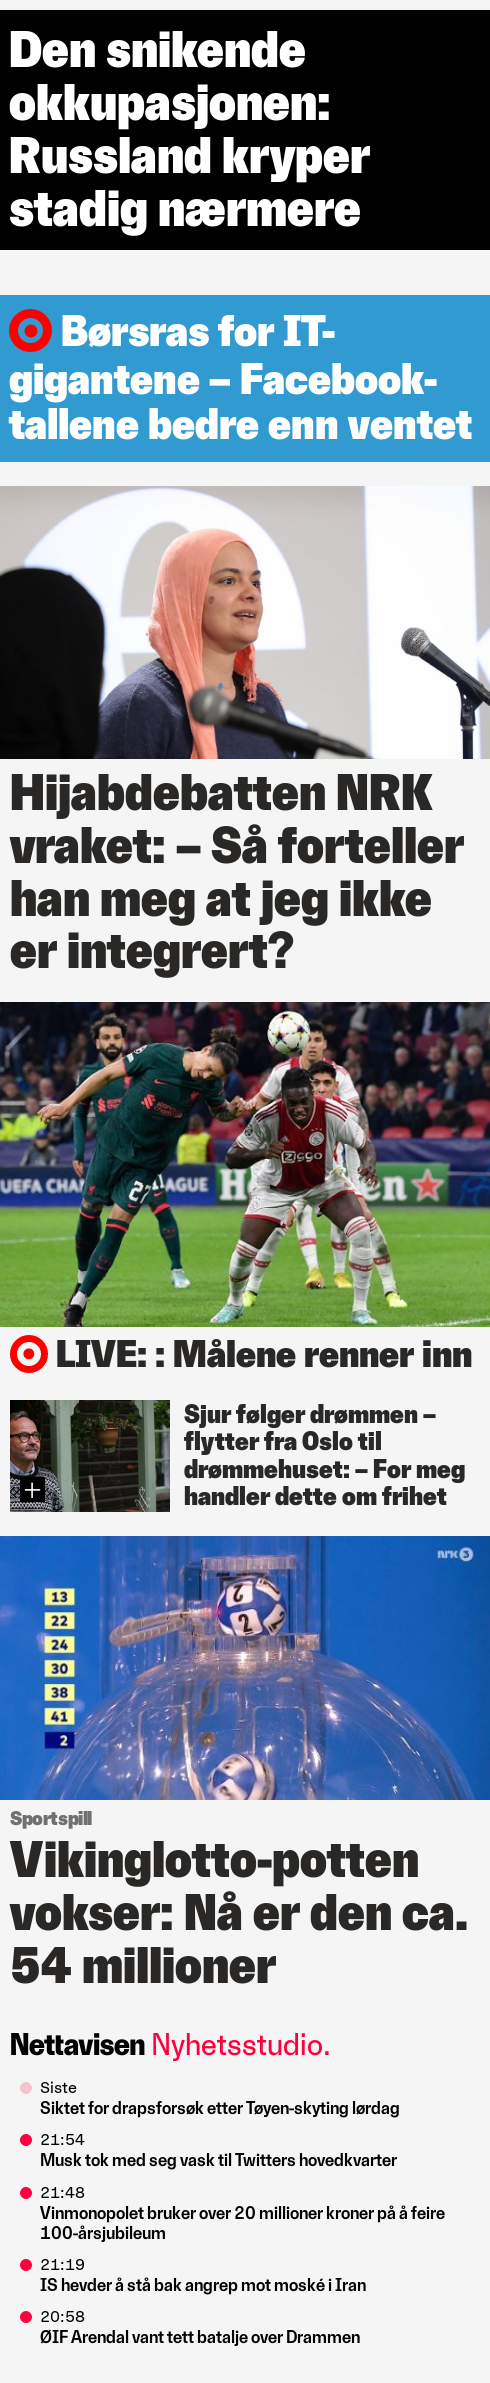 Den snikende
okkupasjonen:
Russland kryper
stadig nærmere
Børsras for IT-
gigantene – Facebook-
tallene bedre enn ventet
Hijabdebatten NRK
vraket: – Så forteller
han meg at jeg ikke
er integrert?
UEFA CHAM
AGUE
27
ziggo
LIVE: : Målene renner inn
Sjur følger drømmen –
flytter fra Oslo til
drømmehuset: – For meg
handler dette om frihet
NRK 3
13
22
24
30
38
41
2
2
2
Sportspill
Vikinglotto-potten
vokser: Nå er den ca.
54 millioner
Nettavisen Nyhetsstudio.
Siste
Siktet for drapsforsøk etter Tøyen-skyting lørdag
21:54
Musk tok med seg vask til Twitters hovedkvarter
21:48
Vinmonopolet bruker over 20 millioner kroner på å feire
100-årsjubileum
21:19
IS hevder å stå bak angrep mot moské i Iran
20:58
ØIF Arendal vant tett batalje over Drammen